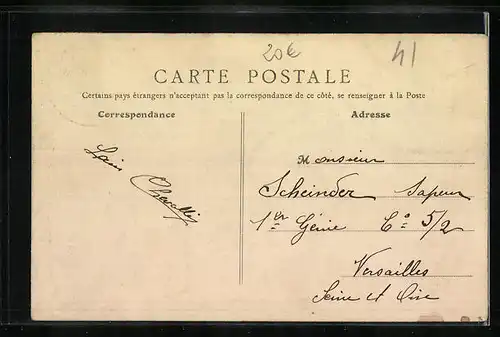 20€
41
CARTE POSTALE
Certains pays étrangers n'acceptant pas la correspondance de ce côté, se renseigner à la Poste
Correspondance
Adresse
Monsieur
Scheinder Sapeur
1er Génie Cie 5/2
Versailles
Seine et Oise